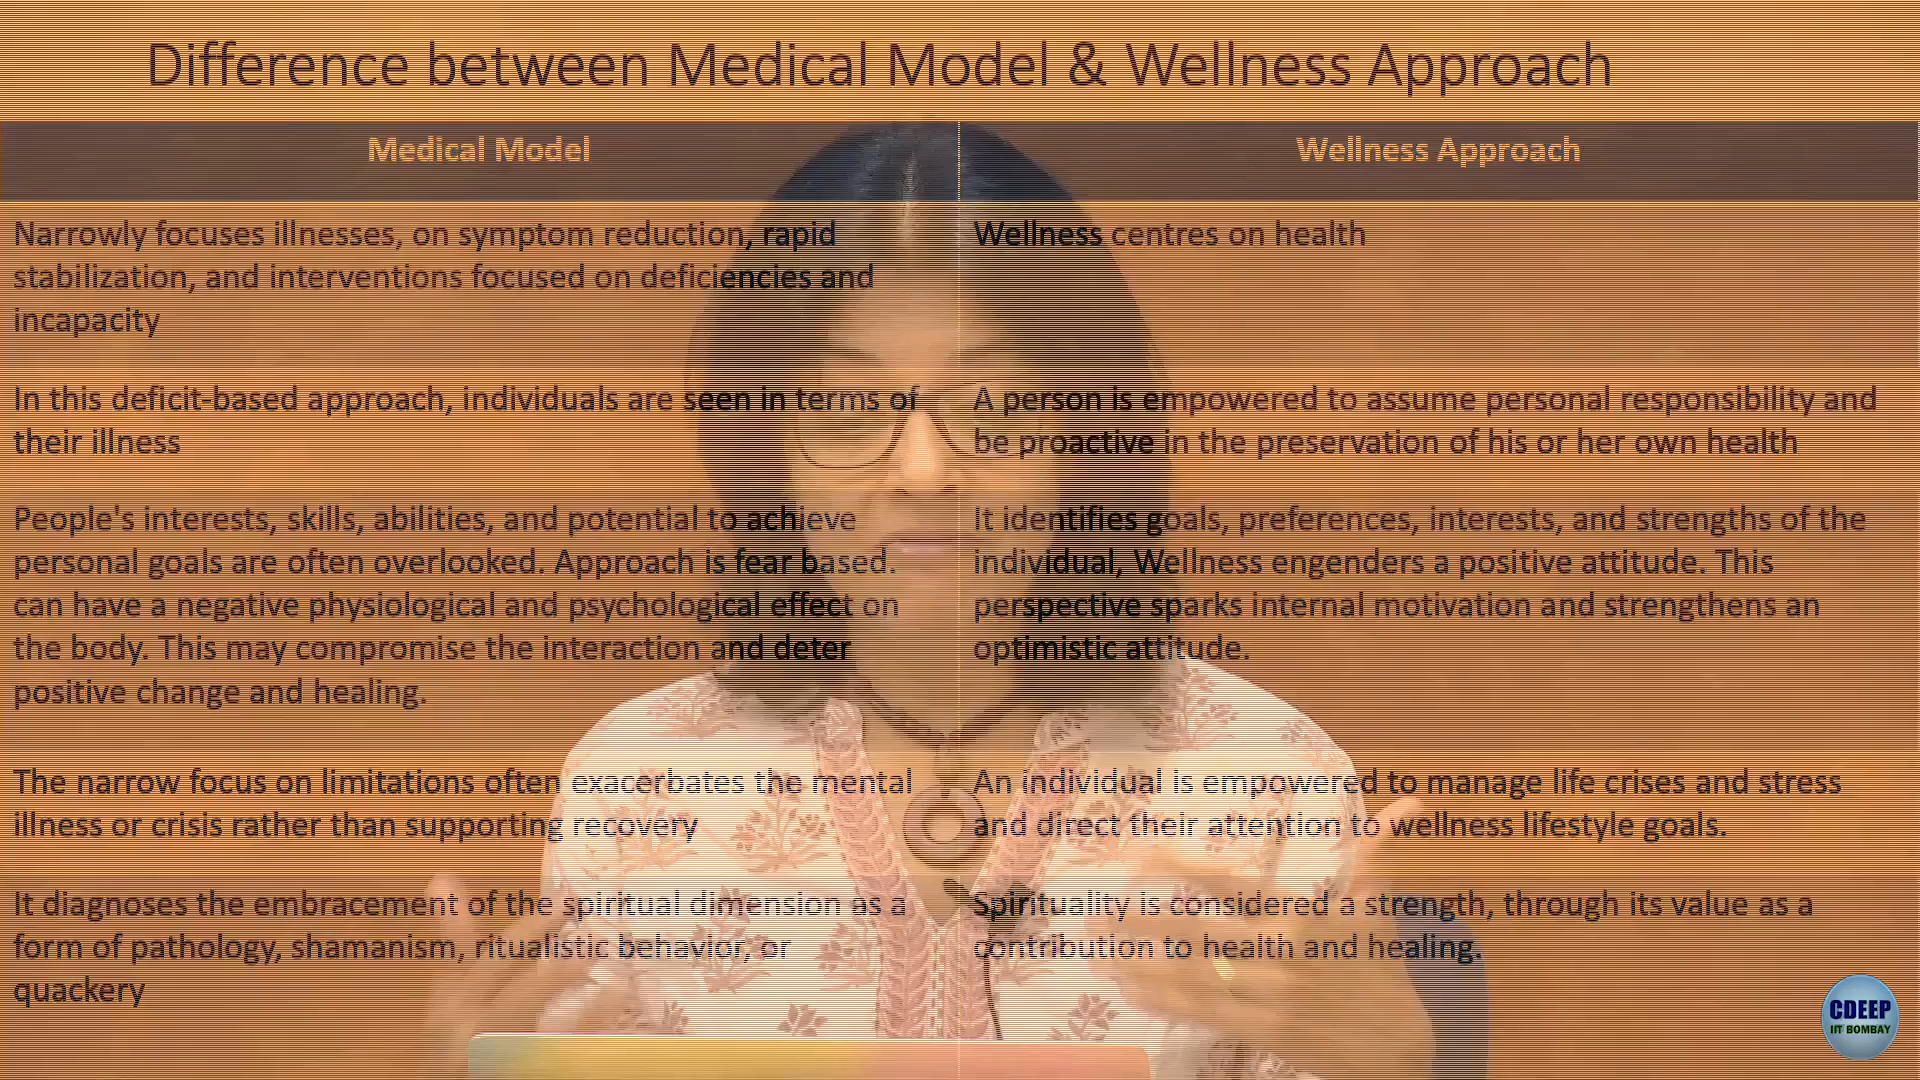 Difference between Medical Model & Wellness Approach
Medical Model
Wellness Approach
Narrowly focuses illnesses, on symptom reduction, rapid
stabilization, and interventions focused on deficiencies and
incapacity
Wellness centres on health
In this deficit-based approach, individuals are seen in terms of
their illness
A person is empowered to assume personal responsibility and
be proactive in the preservation of his or her own health
People's interests, skills, abilities, and potential to achieve
personal goals are often overlooked. Approach is fear based.
can have a negative physiological and psychological effect on
the body. This may compromise the interaction and deter
positive change and healing.
It identifies goals, preferences, interests, and strengths of the
individual, Wellness engenders a positive attitude. This
perspective sparks internal motivation and strengthens an
optimistic attitude.
The narrow focus on limitations often exacerbates the mental
illness or crisis rather than supporting recovery
An individual is empowered to manage life crises and stress
and direct their attention to wellness lifestyle goals.
It diagnoses the embracement of the spiritual dimension as a
form of pathology, shamanism, ritualistic behavior, or
quackery
Spirituality is considered a strength, through its value as a
contribution to health and healing.
CDEEP
IIT BOMBAY